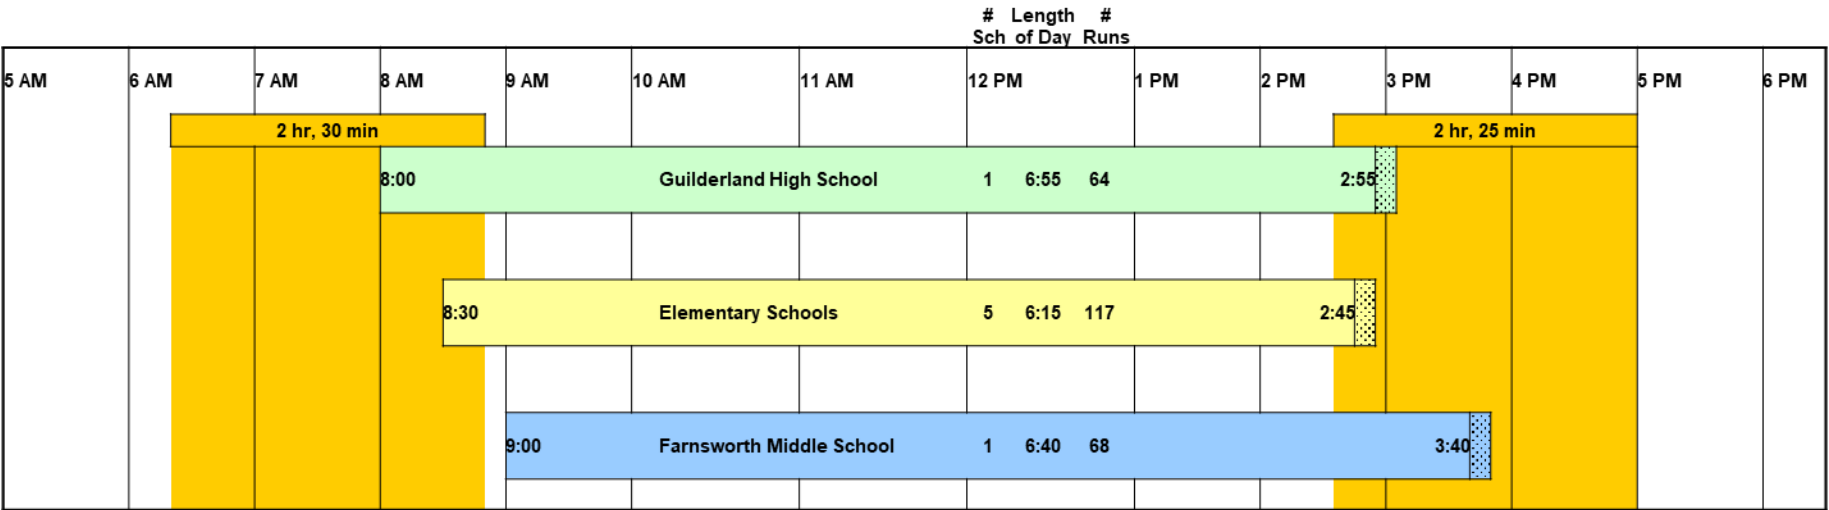 # Length #
Sch of Day Runs
5 AM 6 AM 7 AM 8 AM 9 AM 10 AM 11 AM 12 PM 1 PM 2 PM 3 PM 4 PM 5 PM 6 PM
2 hr, 30 min 2 hr, 25 min
8:00 Guilderland High School 1 6:55 64 2:55
8:30 Elementary Schools 5 6:15 117 2:45
9:00 Farnsworth Middle School 1 6:40 68 3:40